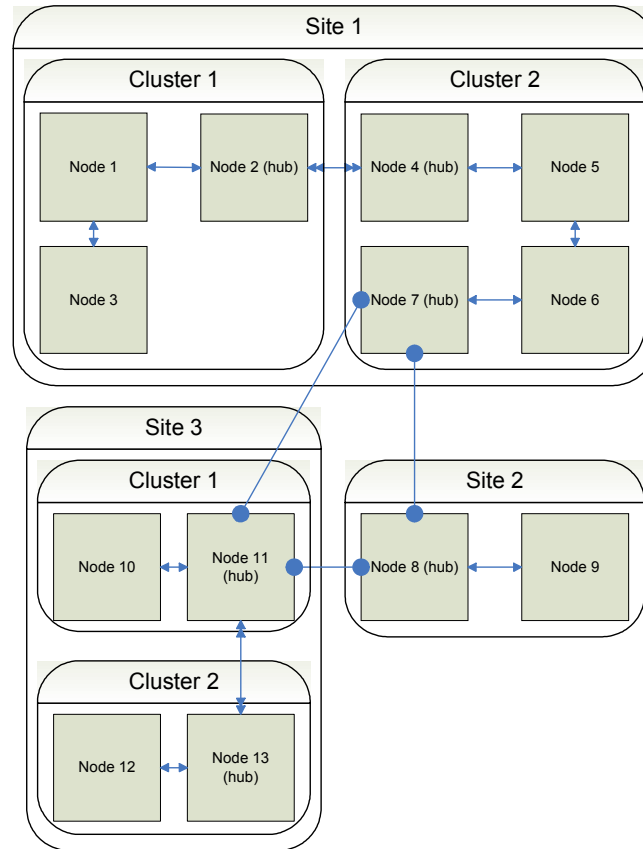 Site 1
Cluster 1
Cluster 2
Node 1
Node 2 (hub)
Node 4 (hub)
Node 5
Node 3
Node 7 (hub)
Node 6
Site 3
Cluster 1
Site 2
Node 10
Node 11
(hub)
Node 8 (hub)
Node 9
Cluster 2
Node 12
Node 13
(hub)